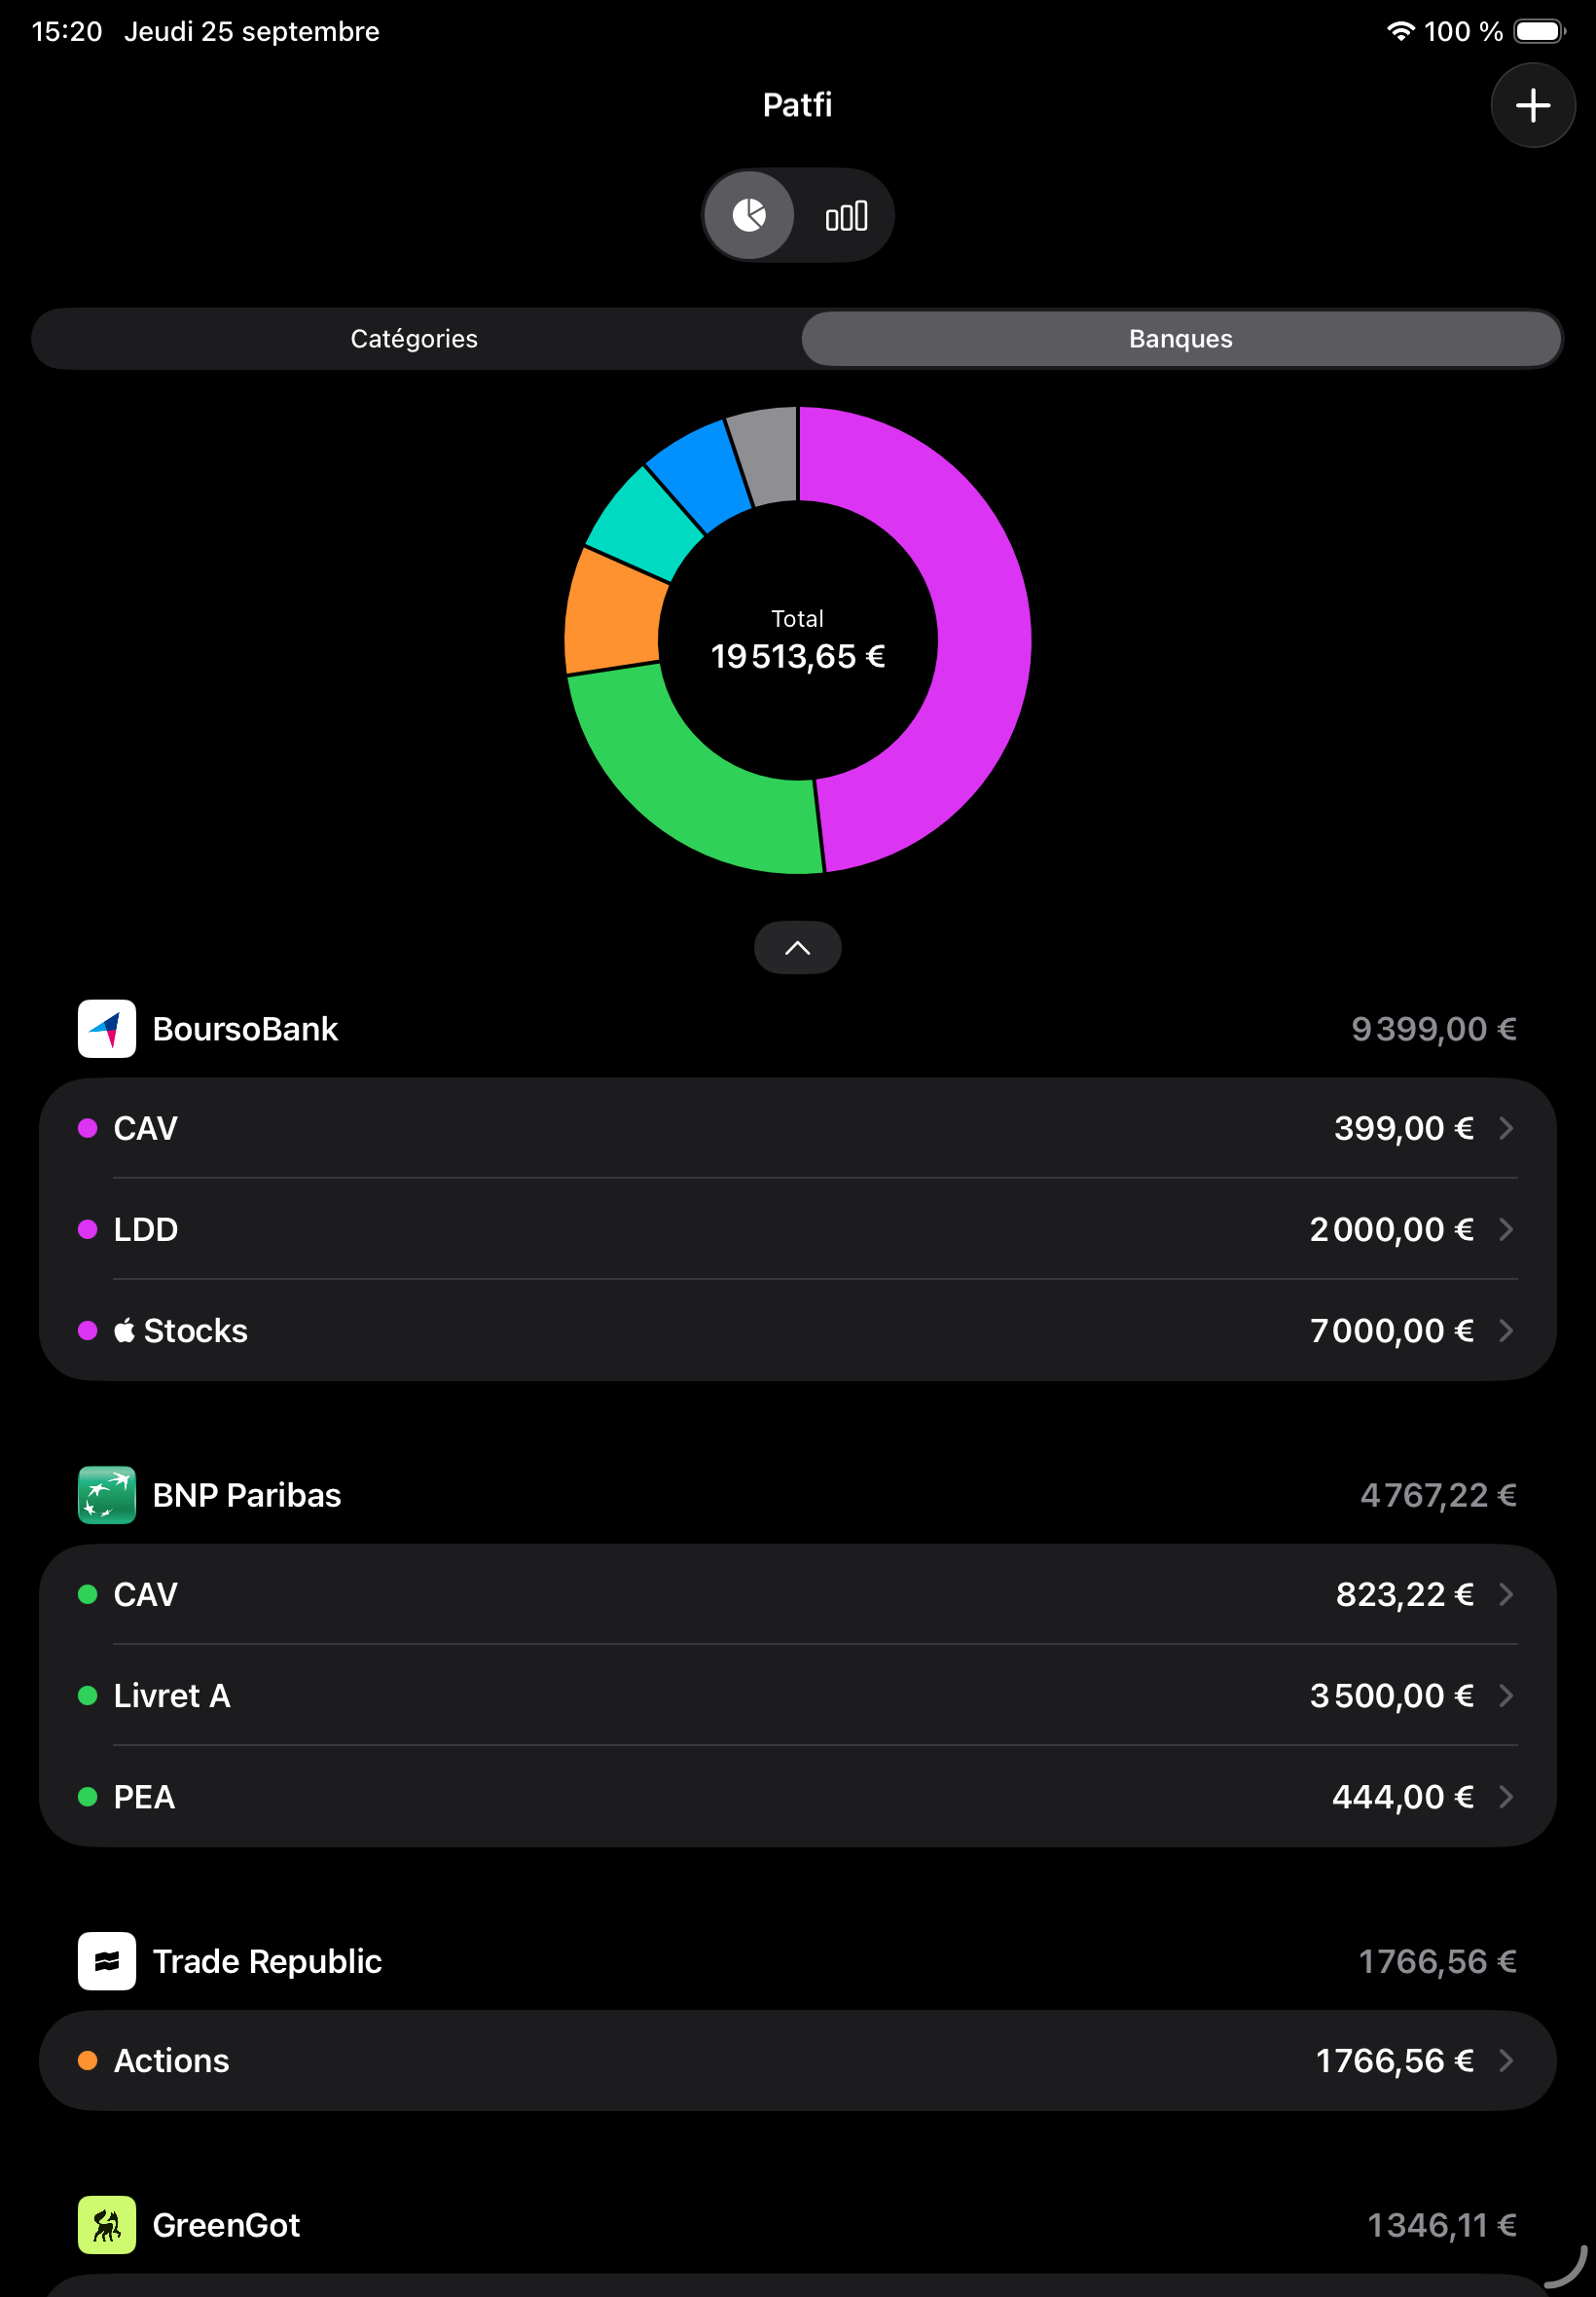 15:20 Jeudi 25 septembre 100 %
Patfi
Catégories Banques
Total
19 513,65 €
BoursoBank 9 399,00 €
CAV 399,00 €
LDD 2 000,00 €
Stocks 7 000,00 €
BNP Paribas 4 767,22 €
CAV 823,22 €
Livret A 3 500,00 €
PEA 444,00 €
Trade Republic 1 766,56 €
Actions 1 766,56 €
GreenGot 1 346,11 €